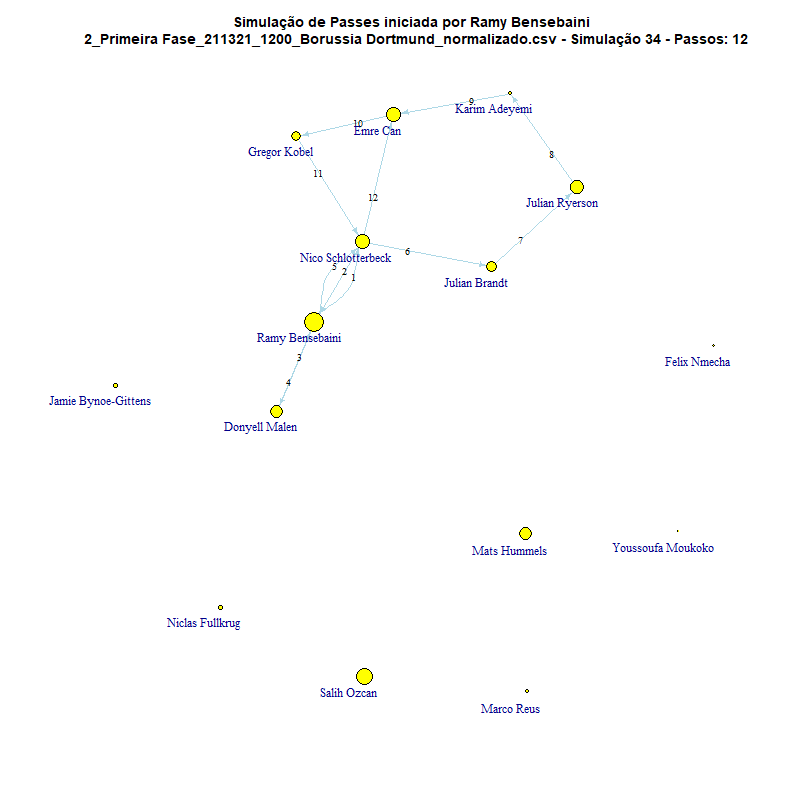 Simulação de Passes iniciada por Ramy Bensebaini
2_Primeira Fase_211321_1200_Borussia Dortmund_normalizado.csv - Simulação 34 - Passos: 12
9
Karim Adeyemi
10
Emre Can
Gregor Kobel
8
11
12
Julian Ryerson
7
6
Nico Schlotterbeck
5
2
1
Julian Brandt
Ramy Bensebaini
3
Felix Nmecha
4
Jamie Bynoe-Gittens
Donyell Malen
Mats Hummels
Youssoufa Moukoko
Niclas Fullkrug
Salih Ozcan
Marco Reus